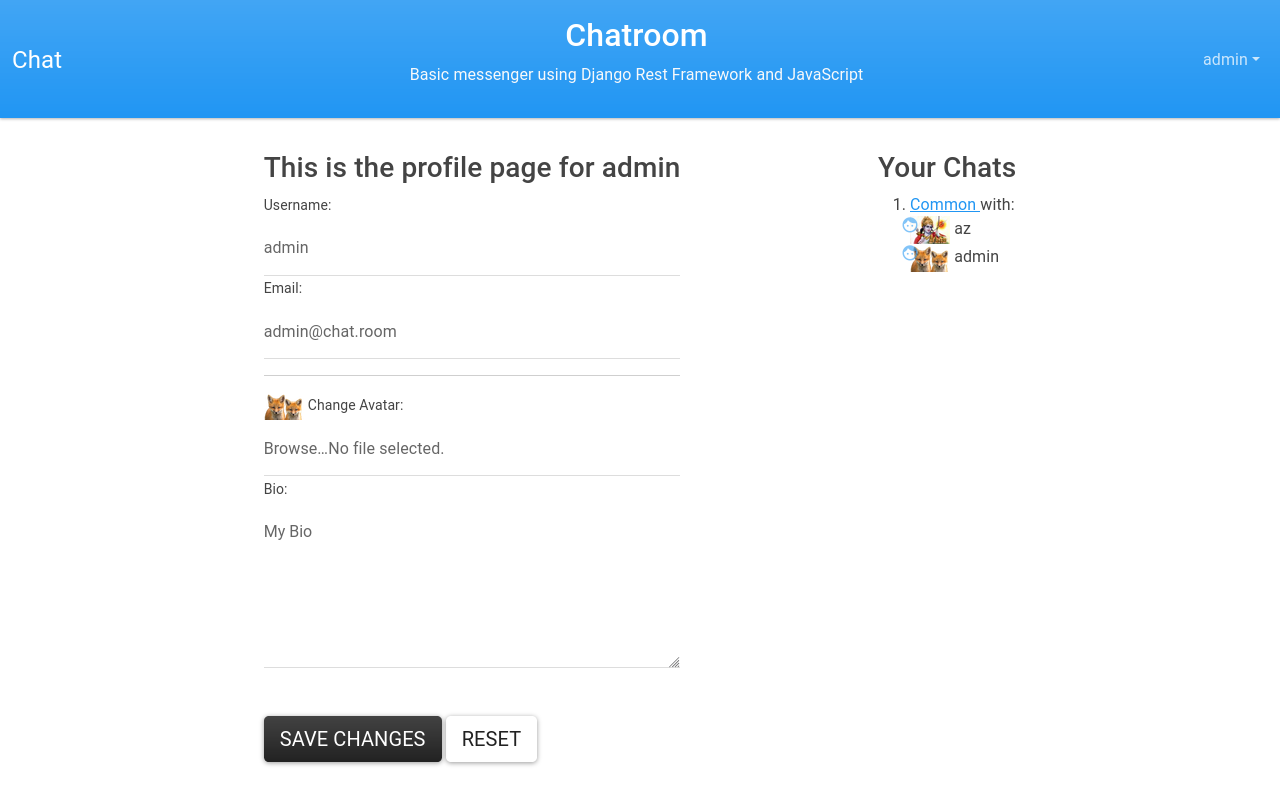 Chat
Chatroom
Basic messenger using Django Rest Framework and JavaScript
admin
This is the profile page for admin
Username:
admin
Email:
admin@chat.room
Change Avatar:
Browse…No file selected.
Bio:
My Bio
SAVE CHANGES
RESET
Your Chats
1. Common with:
az
admin